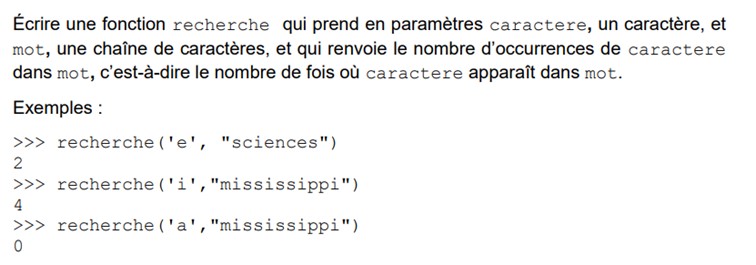 Écrire une fonction recherche qui prend en paramètres caractere, un caractère, et
mot, une chaîne de caractères, et qui renvoie le nombre d’occurrences de caractere
dans mot, c’est-à-dire le nombre de fois où caractere apparaît dans mot.
Exemples :
>>> recherche('e', "sciences")
2
>>> recherche('i',"mississippi")
4
>>> recherche('a',"mississippi")
0